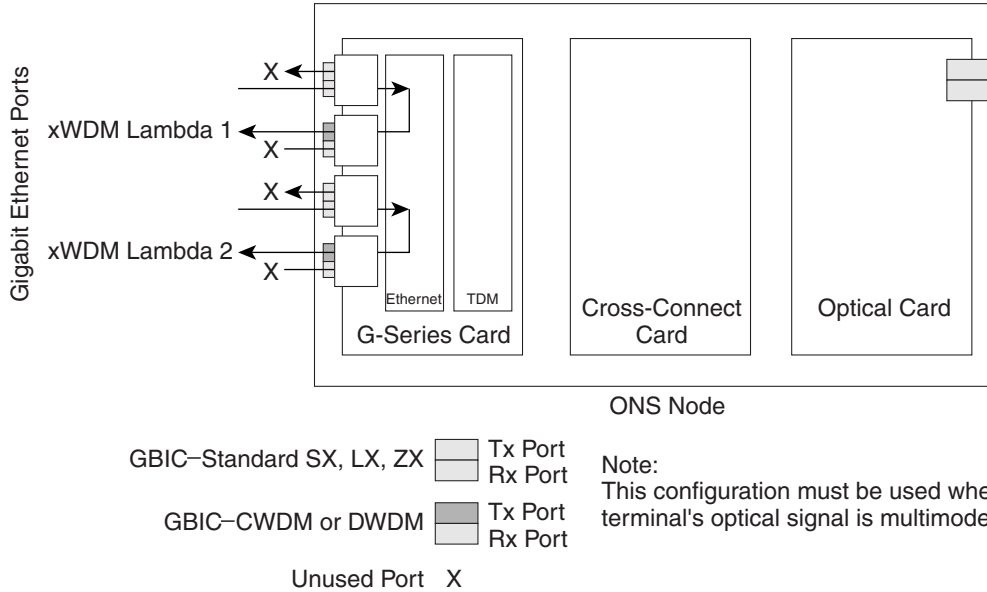 Gigabit Ethernet Ports
X
xWDM Lambda 1
X
X
xWDM Lambda 2
X
Ethernet
TDM
G-Series Card
Cross-Connect
Card
Optical Card
ONS Node
GBIC–Standard SX, LX, ZX
Tx Port
Rx Port
GBIC–CWDM or DWDM
Tx Port
Rx Port
Unused Port X
Note:
This configuration must be used
terminal's optical signal is multimode